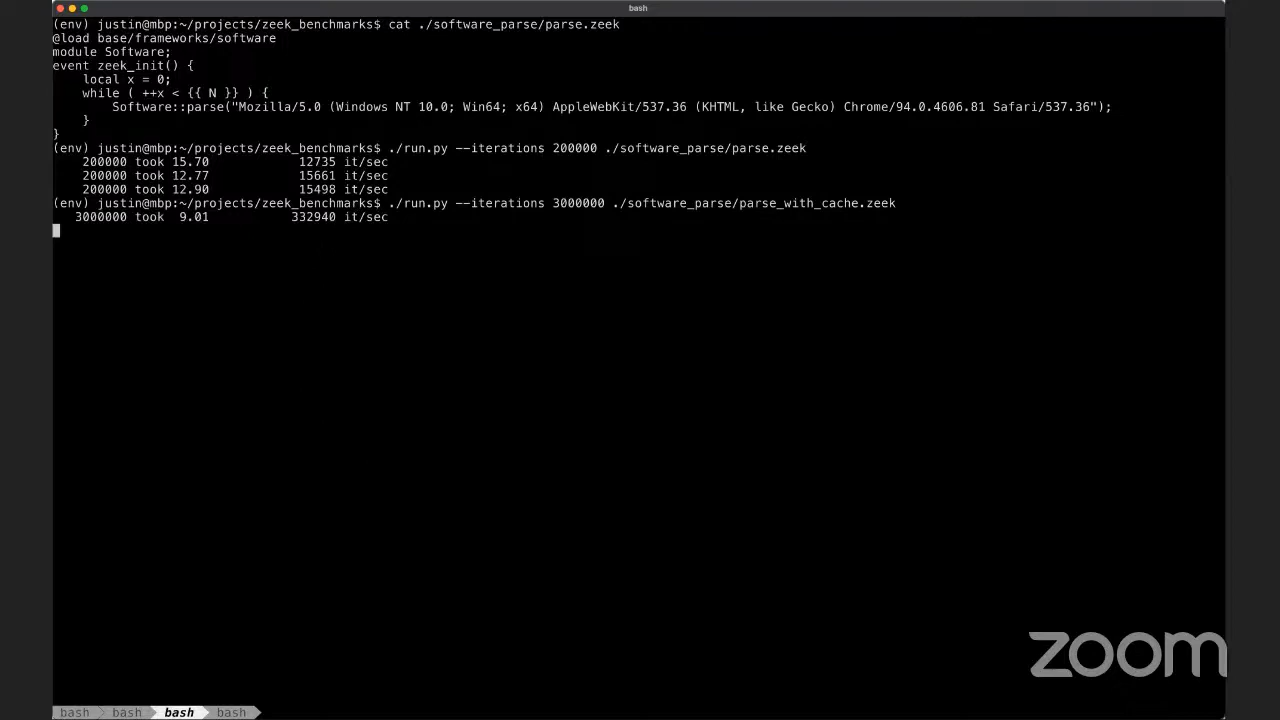 bash
(env) justin@mbp:~/projects/zeek_benchmarks$ cat ./software_parse/parse.zeek
@load base/frameworks/software
module Software;
event zeek_init() {
    local x = 0;
    while ( ++x < {{ N }} ) {
        Software::parse("Mozilla/5.0 (Windows NT 10.0; Win64; x64) AppleWebKit/537.36 (KHTML, like Gecko) Chrome/94.0.4606.81 Safari/537.36");
    }
}
(env) justin@mbp:~/projects/zeek_benchmarks$ ./run.py --iterations 200000 ./software_parse/parse.zeek
    200000 took 15.70            12735 it/sec
    200000 took 12.77            15661 it/sec
    200000 took 12.90            15498 it/sec
(env) justin@mbp:~/projects/zeek_benchmarks$ ./run.py --iterations 3000000 ./software_parse/parse_with_cache.zeek
   3000000 took  9.01           332940 it/sec
zoom
bash bash bash bash